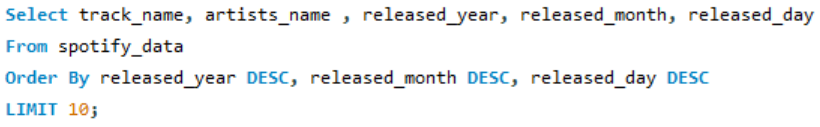 Select track_name, artists_name , released_year, released_month, released_day
From spotify_data
Order By released_year DESC, released_month DESC, released_day DESC
LIMIT 10;